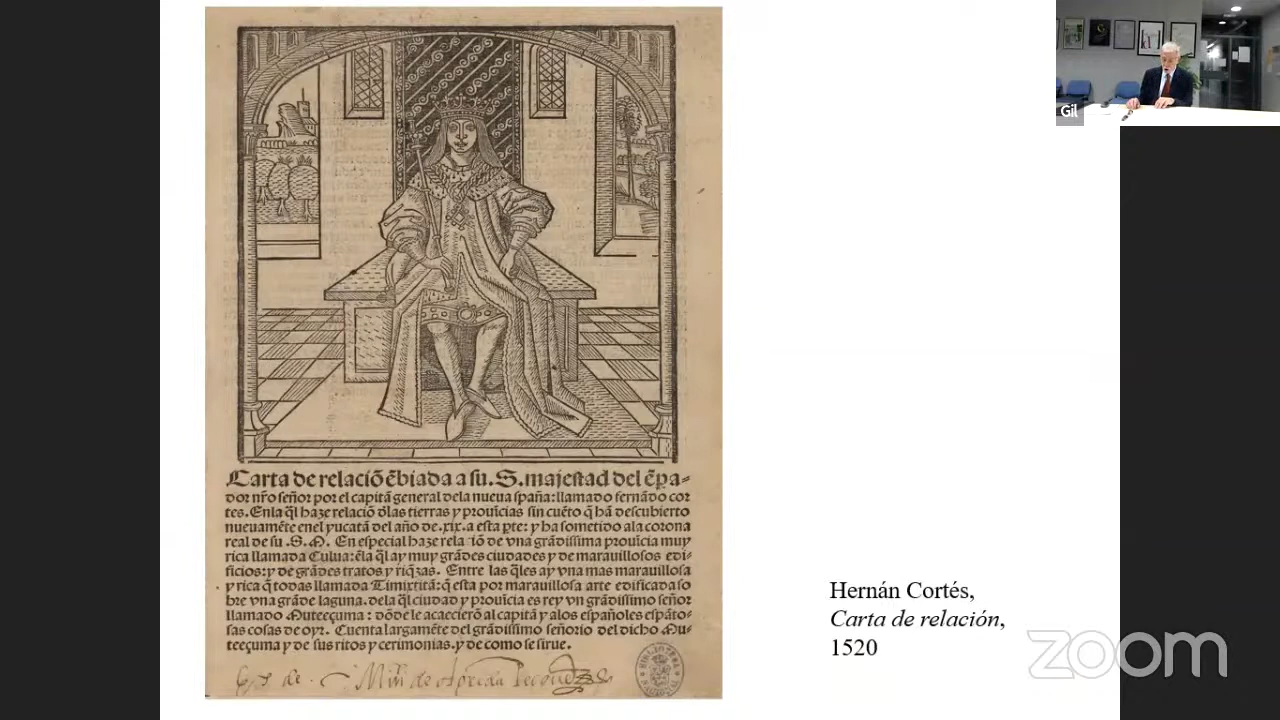 Carta de relaciõ ẽbiada a su. S. majestad del ẽpa=
dor nr̃o señor por el capitã general dela nueua spaña: llamado fernãdo cor
tes. Enla q̃l haze relaciõ d̃las tierras y prouĩcias sin cuẽto q̃ hã descubierto
nueuamẽte enel yucatã del año de .xix. a esta p̃te: y ha sometido ala corona
real de su .S.M. En especial haze rela iõ de vna grãdissima prouĩcia muy
rica llamada Culua: ẽla q̃l ay muy grãdes ciudades y de marauillosos edi-
ficios: y de grãdes tratos y riq̃zas. Entre las q̃les ay vna mas marauillosa
y rica q̃ todas llamada Timixtitã: q̃ esta por marauillosa arte edificada so
bre vna grãde laguna. dela q̃l ciudad y prouĩcia es rey vn grãdissimo señor
llamado Muteeçuma: dõde le acaecierõ al capitã y alos españoles espãto-
sas cosas de oyr. Cuenta largamẽte del grãdissimo señorio del dicho Mu-
teeçuma y de sus ritos y cerimonias. y de como se sirue.
Gil
Hernán Cortés,
Carta de relación,
1520
zoom